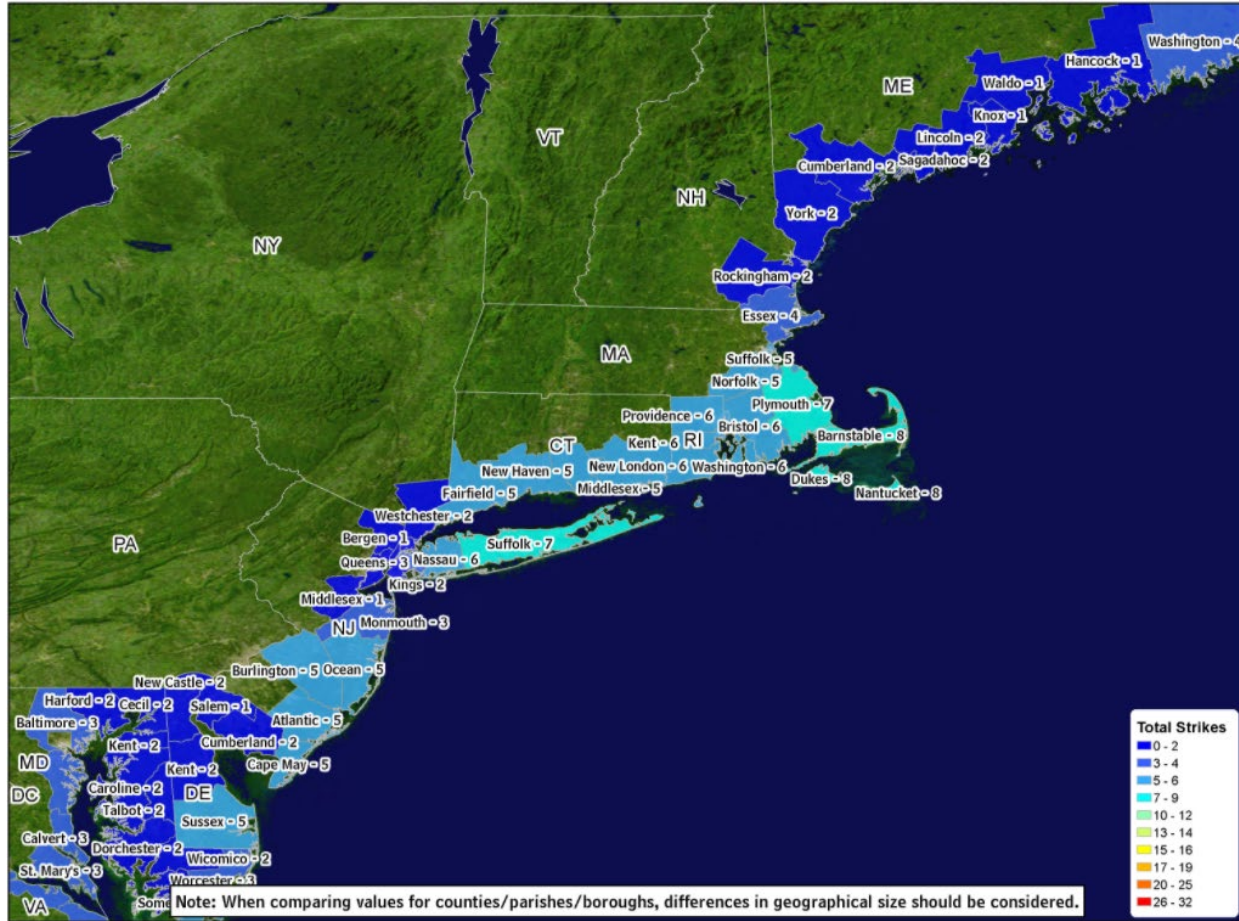 Washington - 4
Hancock - 1
Waldo - 1
ME
Knox - 1
VT
Lincoln - 2
Cumberland - 2
Sagadahoc - 2
NH
York - 2
NY
Rockingham - 2
Essex - 4
MA
Suffolk - 5
Norfolk - 5
Plymouth - 7
Providence - 6
Bristol - 6
Barnstable - 8
CT
Kent - 6
RI
New Haven - 5
New London - 6
Washington - 6
Dukes - 8
Fairfield - 5
Middlesex - 5
Nantucket - 8
Westchester - 2
Bergen - 1
PA
Suffolk - 7
Queens - 3
Nassau - 6
Kings - 2
Middlesex - 1
Monmouth - 3
NJ
Burlington - 5
Ocean - 5
New Castle - 2
Harford - 2
Cecil - 2
Salem - 1
Baltimore - 3
Atlantic - 5
Kent - 2
Cumberland - 2
MD
Kent - 2
Cape May - 5
DC
Caroline - 2
DE
Talbot - 2
Sussex - 5
Calvert - 3
Dorchester - 2
Wicomico - 2
St. Mary's - 3
Worcester - 3
VA
Some
Note: When comparing values for counties/parishes/boroughs, differences in geographical size should be considered.
Total Strikes
0 - 2
3 - 4
5 - 6
7 - 9
10 - 12
13 - 14
15 - 16
17 - 19
20 - 25
26 - 32